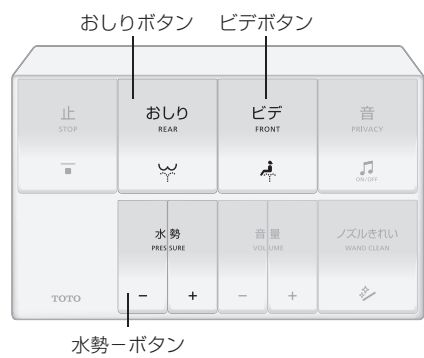 おしりボタン ビデボタン
止 おしり ビデ 音
STOP REAR FRONT PRIVACY
ON/OFF
水勢 音量 ノズルきれい
PRESSURE VOLUME WAND CLEAN
− + − +
TOTO
水勢−ボタン